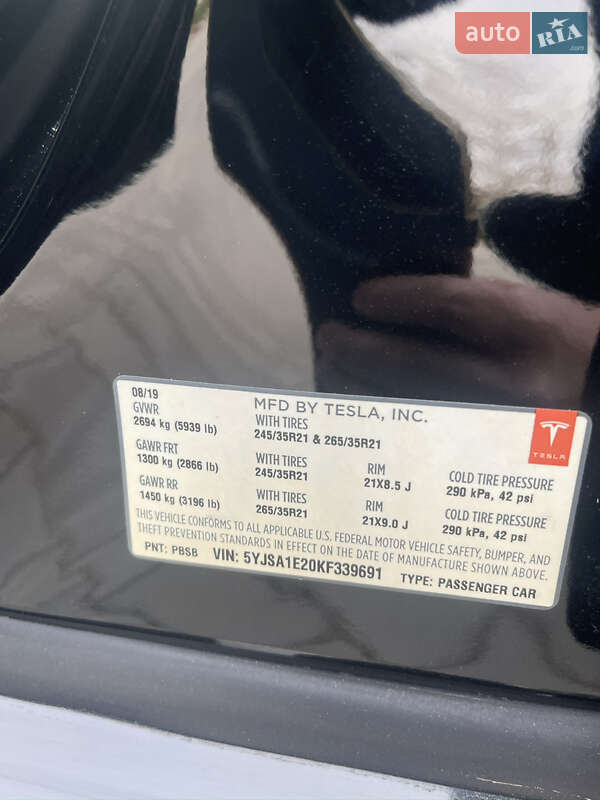 auto RIA.com
08/19
MFD BY TESLA, INC.
GVWR
2694 kg (5939 lb)
WITH TIRES
245/35R21 & 265/35R21
TESLA
GAWR FRT
1300 kg (2866 lb)
WITH TIRES
245/35R21
RIM
21X8.5 J
COLD TIRE PRESSURE
290 kPa, 42 psi
GAWR RR
1450 kg (3196 lb)
WITH TIRES
265/35R21
RIM
21X9.0 J
COLD TIRE PRESSURE
290 kPa, 42 psi
THIS VEHICLE CONFORMS TO ALL APPLICABLE U.S. FEDERAL MOTOR VEHICLE SAFETY, BUMPER, AND
THEFT PREVENTION STANDARDS IN EFFECT ON THE DATE OF MANUFACTURE SHOWN ABOVE.
PNT: PBSB VIN: 5YJSA1E20KF339691 TYPE: PASSENGER CAR